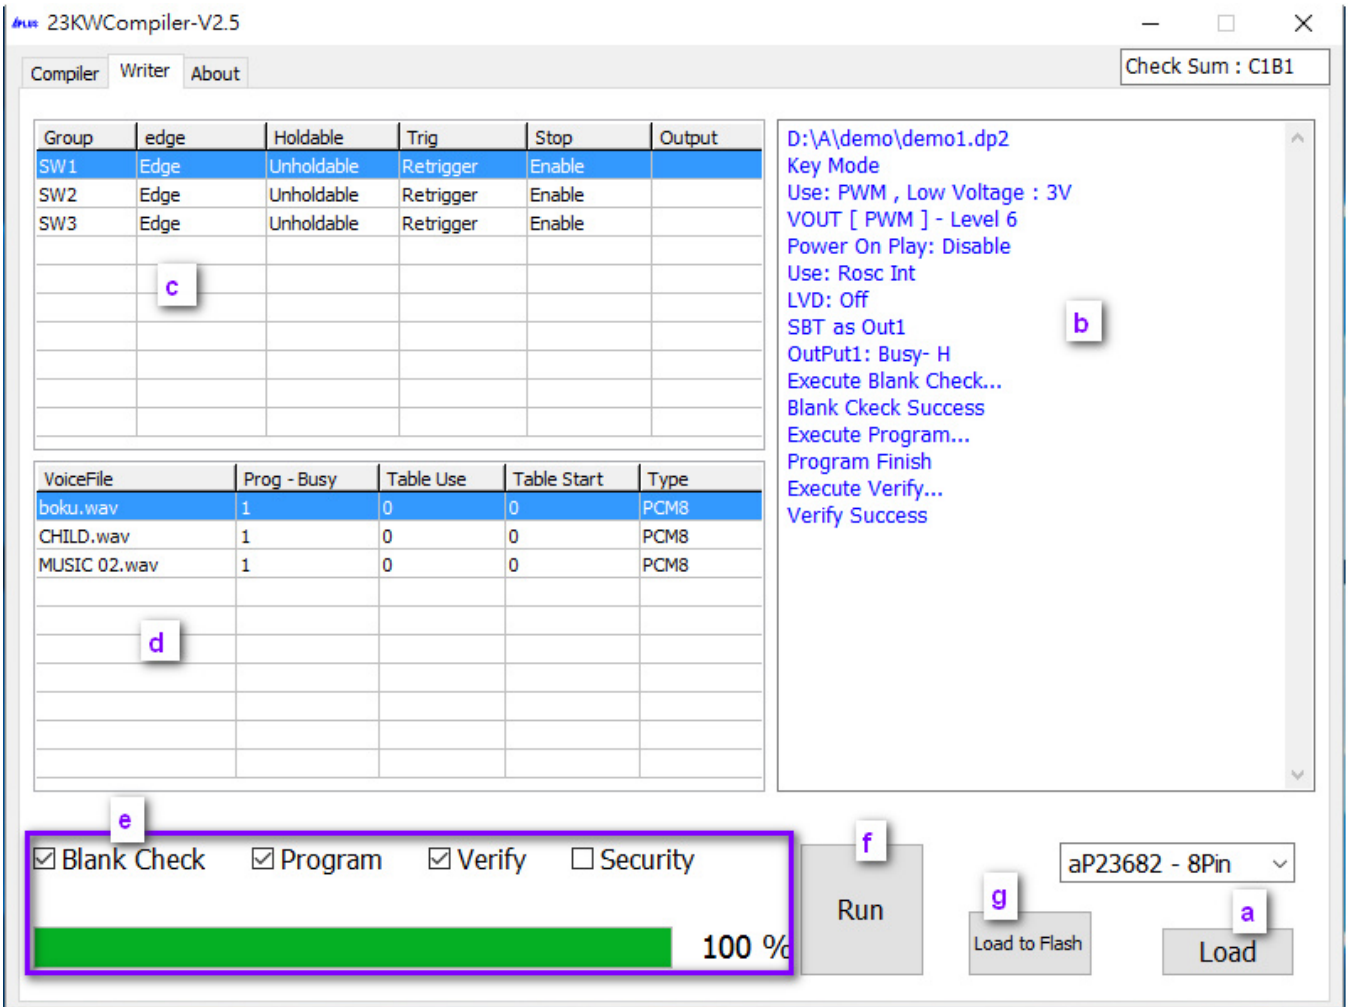 aPLUS 23KWCompiler-V2.5
Compiler Writer About
Check Sum : C1B1
Group edge Holdable Trig Stop Output
SW1 Edge Unholdable Retrigger Enable
SW2 Edge Unholdable Retrigger Enable
SW3 Edge Unholdable Retrigger Enable
c
VoiceFile Prog - Busy Table Use Table Start Type
boku.wav 1 0 0 PCM8
CHILD.wav 1 0 0 PCM8
MUSIC 02.wav 1 0 0 PCM8
d
D:\A\demo\demo1.dp2
Key Mode
Use: PWM , Low Voltage : 3V
VOUT [ PWM ] - Level 6
Power On Play: Disable
Use: Rosc Int
LVD: Off
SBT as Out1
OutPut1: Busy- H
Execute Blank Check...
Blank Ckeck Success
Execute Program...
Program Finish
Execute Verify...
Verify Success
b
e
Blank Check Program Verify Security
100 %
f
Run
g
Load to Flash
aP23682 - 8Pin
a
Load